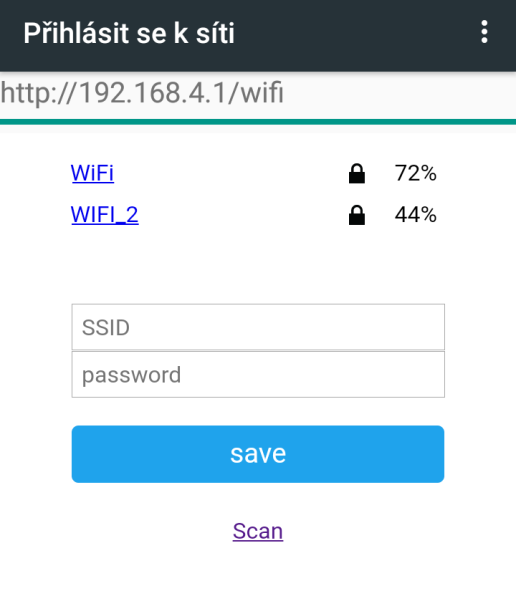 Přihlásit se k síti
http://192.168.4.1/wifi
WiFi 72%
WIFI_2 44%
SSID
password
save
Scan